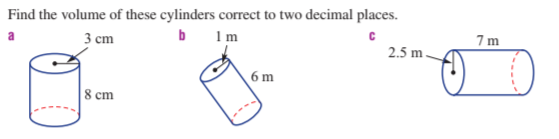 Find the volume of these cylinders correct to two decimal places.
a
3 cm
8 cm
b
1 m
6 m
c
2.5 m
7 m